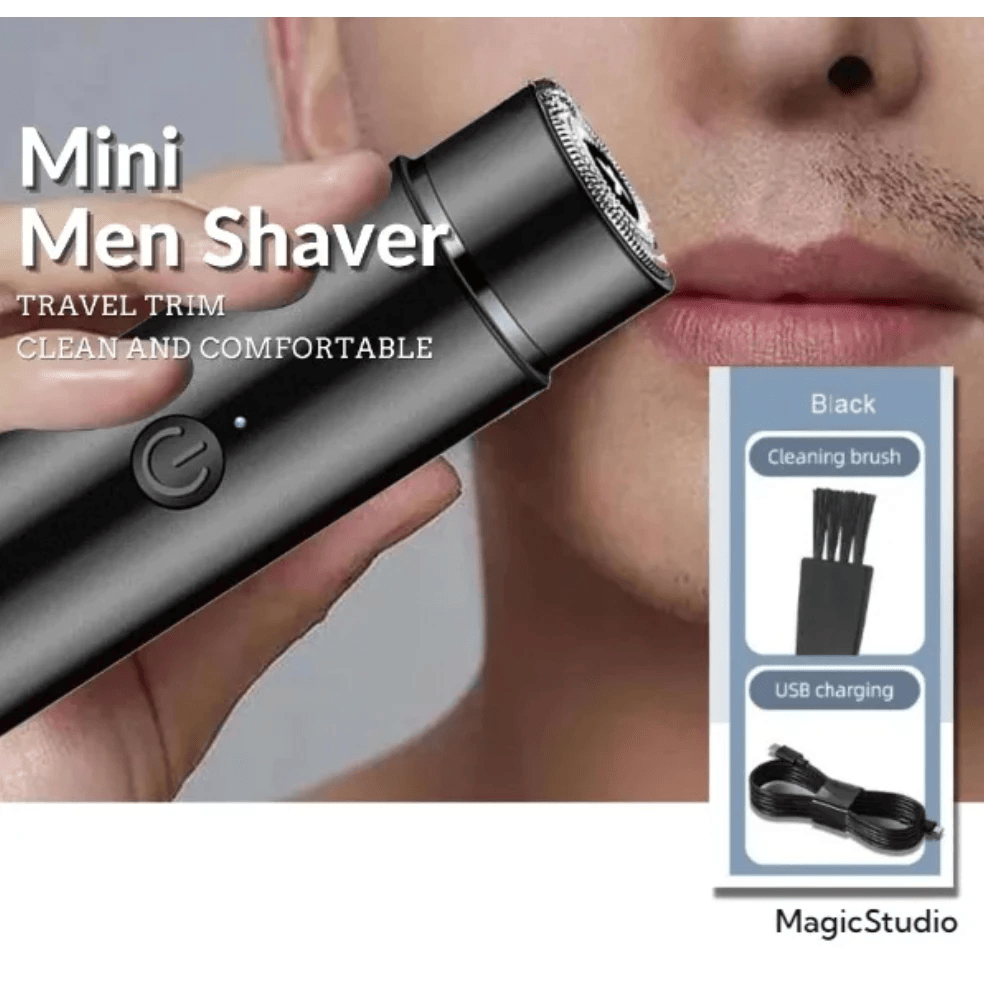 Mini
Men Shaver
TRAVEL TRIM
CLEAN AND COMFORTABLE
Black
Cleaning brush
USB charging
MagicStudio